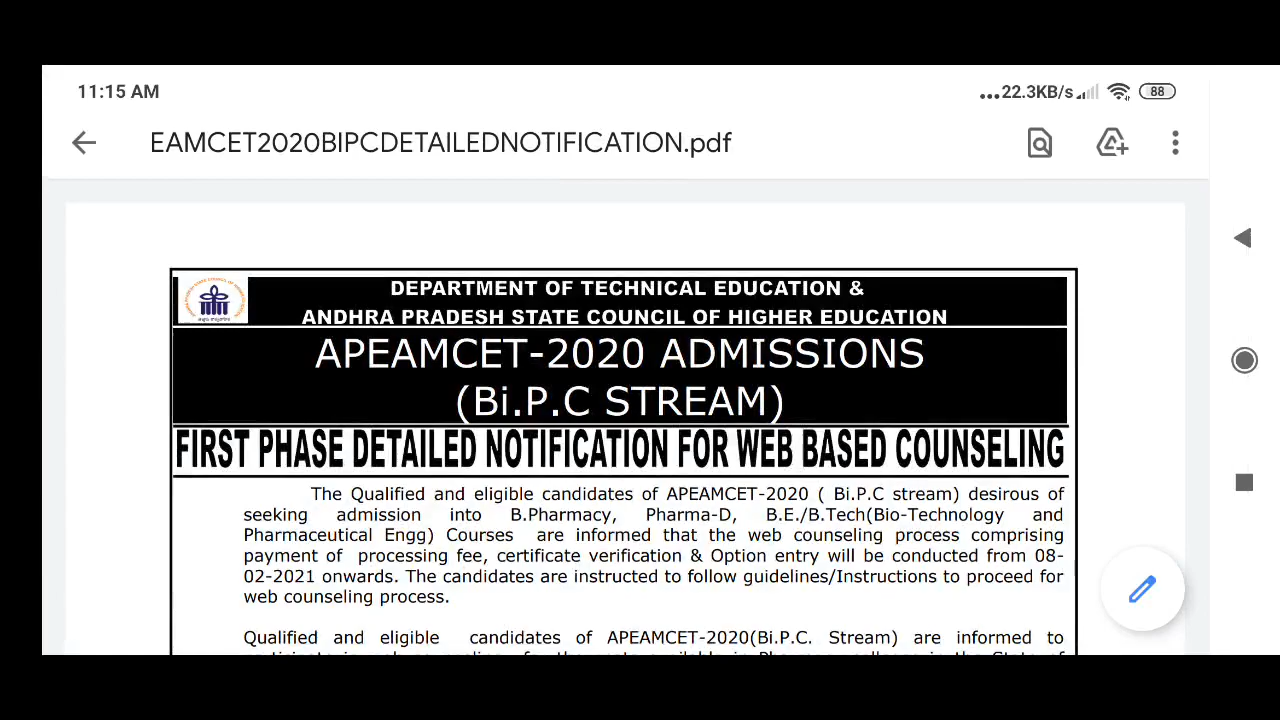 11:15 AM
...22.3KB/s
88
EAMCET2020BIPCDETAILEDNOTIFICATION.pdf
DEPARTMENT OF TECHNICAL EDUCATION &
ANDHRA PRADESH STATE COUNCIL OF HIGHER EDUCATION
APEAMCET-2020 ADMISSIONS
(Bi.P.C STREAM)
FIRST PHASE DETAILED NOTIFICATION FOR WEB BASED COUNSELING
The Qualified and eligible candidates of APEAMCET-2020 ( Bi.P.C stream) desirous of
seeking admission into B.Pharmacy, Pharma-D, B.E./B.Tech(Bio-Technology and
Pharmaceutical Engg) Courses are informed that the web counseling process comprising
payment of processing fee, certificate verification & Option entry will be conducted from 08-
02-2021 onwards. The candidates are instructed to follow guidelines/Instructions to proceed for
web counseling process.
Qualified and eligible candidates of APEAMCET-2020(Bi.P.C. Stream) are informed to